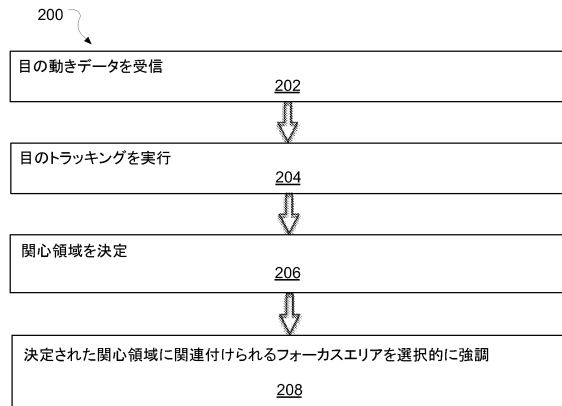 200
目の動きデータを受信
202
目のトラッキングを実行
204
関心領域を決定
206
決定された関心領域に関連付けられるフォーカスエリアを選択的に強調
208